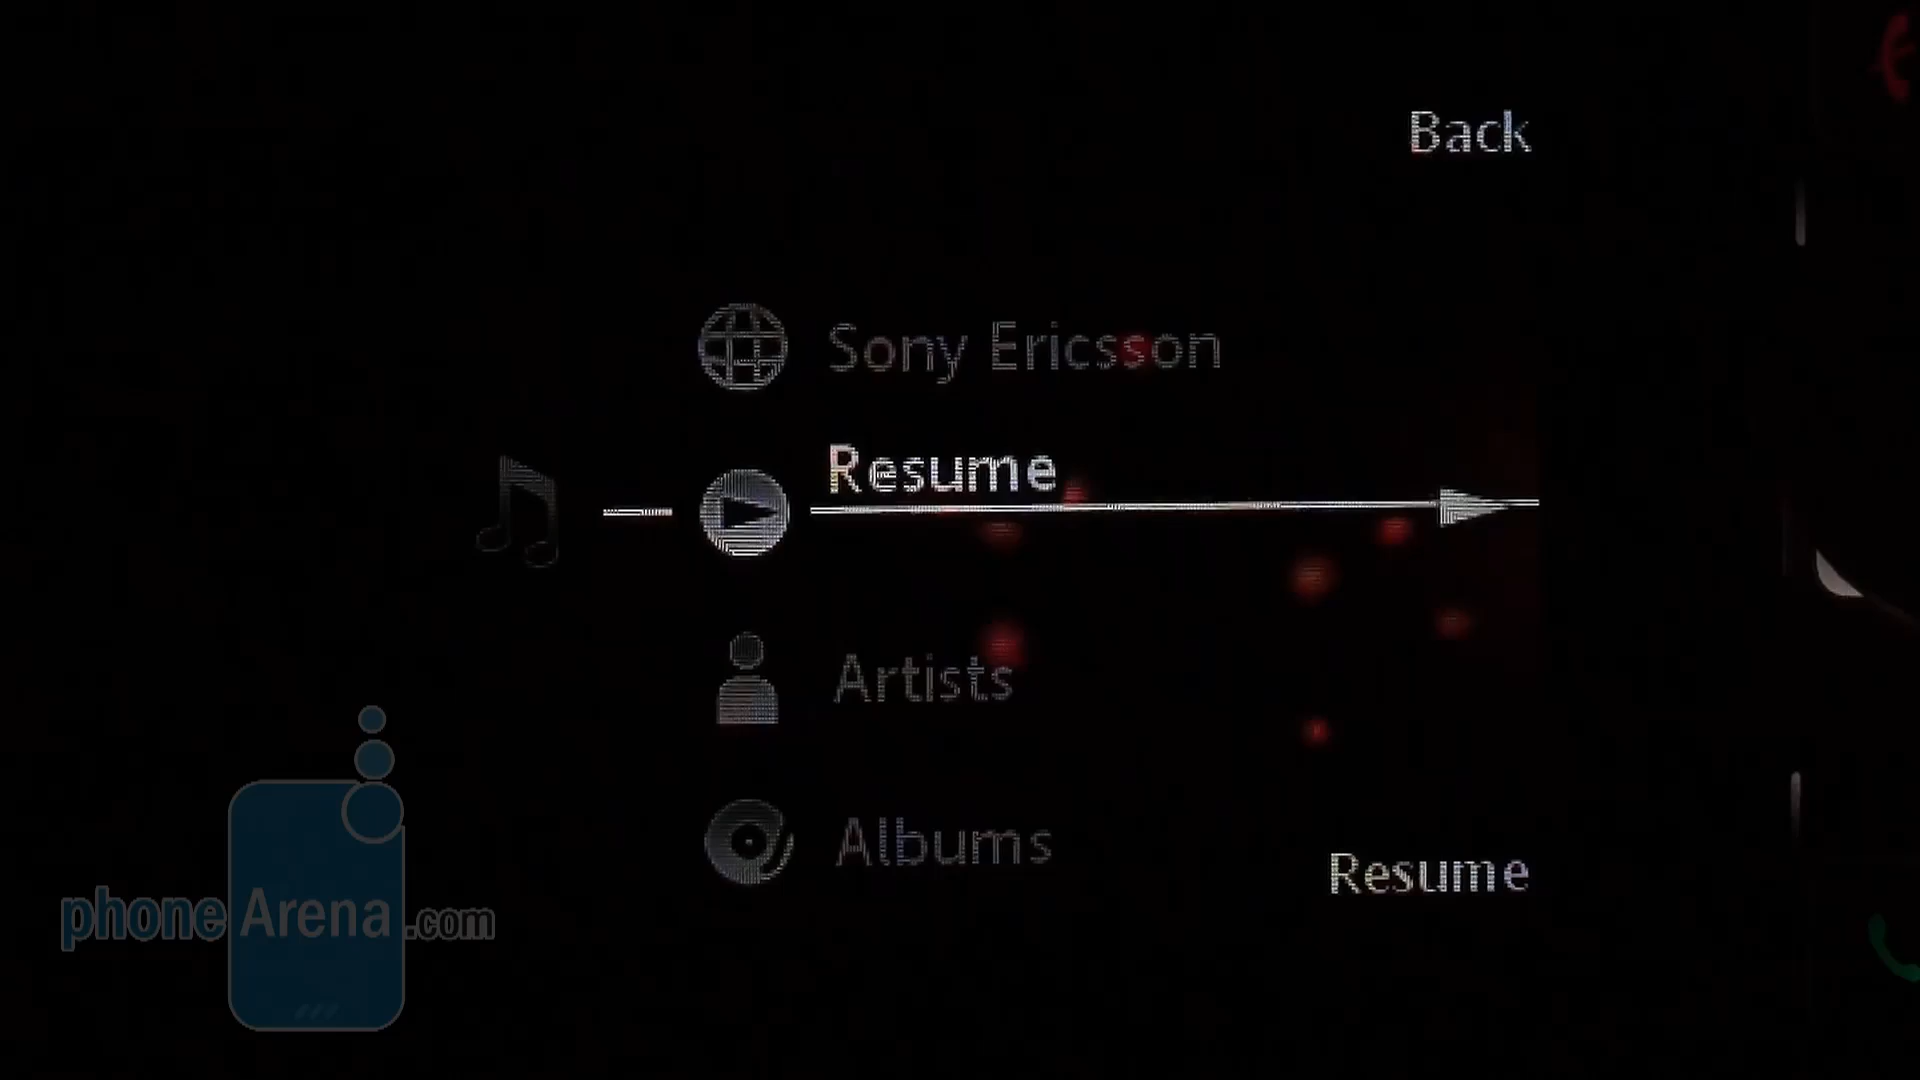 Back
Sony Ericsson
Resume
Artists
Albums
Resume
phoneArena.com